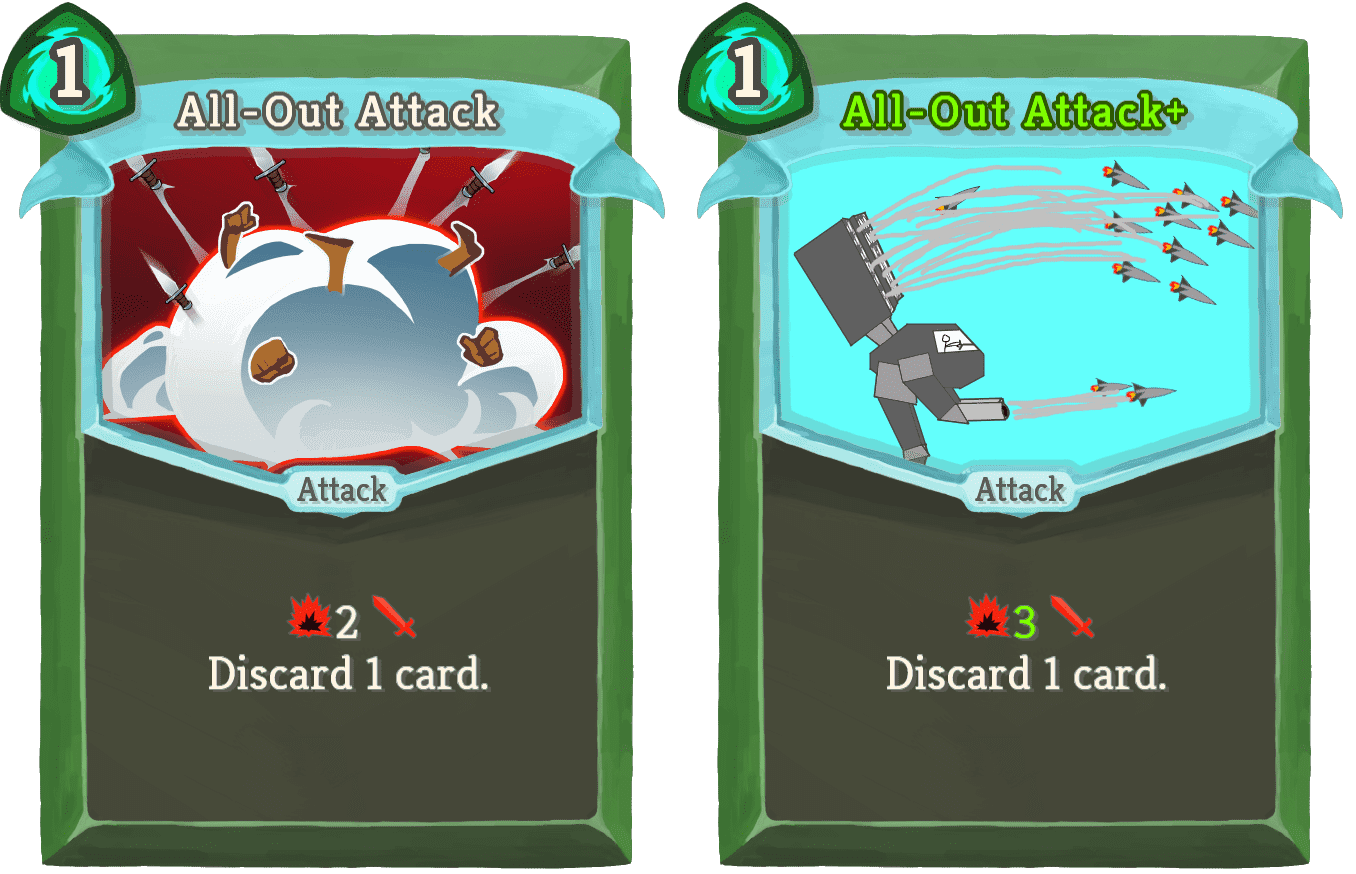 1
All-Out Attack
Attack
2
Discard 1 card.
1
All-Out Attack+
Attack
3
Discard 1 card.